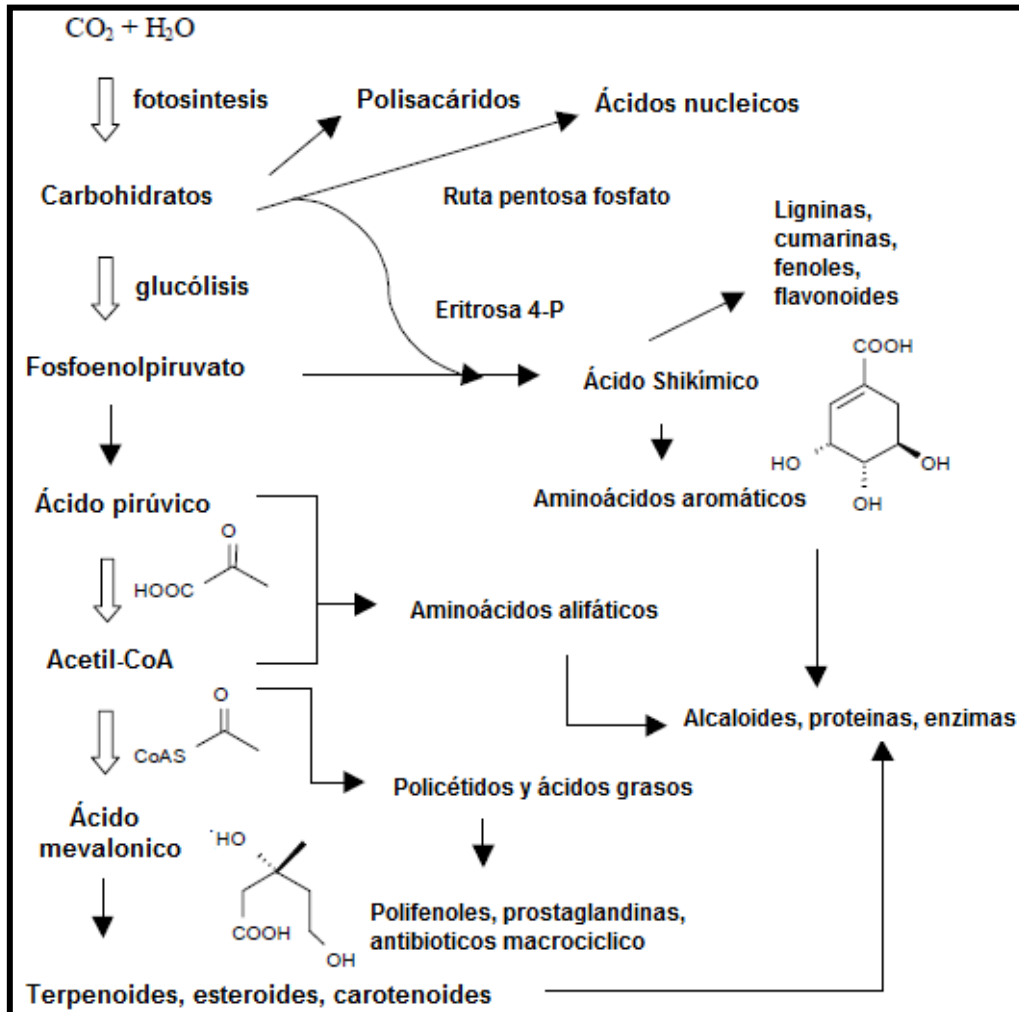 CO₂ + H₂O
fotosintesis
Polisacáridos
Ácidos nucleicos
Carbohidratos
Ruta pentosa fosfato
Ligninas,
cumarinas,
fenoles,
flavonoides
glucólisis
Eritrosa 4-P
Fosfoenolpiruvato
Ácido Shikímico
COOH
HO
OH
OH
Aminoácidos aromáticos
Ácido pirúvico
O
HOOC
Aminoácidos alifáticos
Acetil-CoA
O
CoAS
Alcaloides, proteinas, enzimas
Policétidos y ácidos grasos
Ácido
mevalonico
HO
COOH
OH
Polifenoles, prostaglandinas,
antibioticos macrociclico
Terpenoides, esteroides, carotenoides